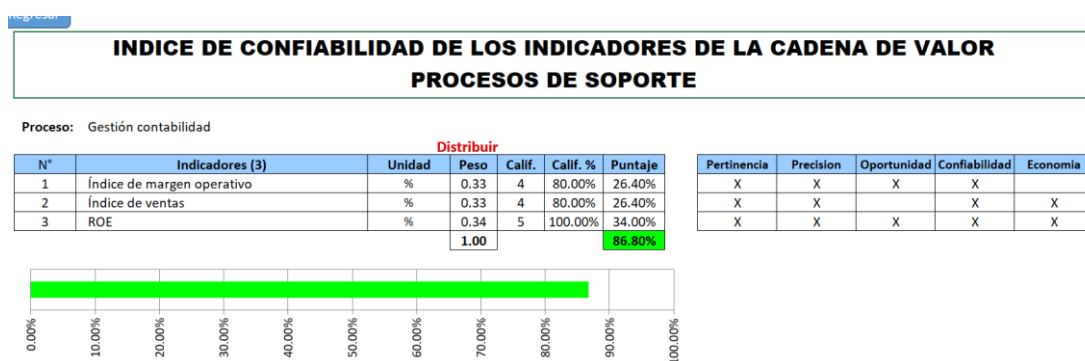 Regresar
INDICE DE CONFIABILIDAD DE LOS INDICADORES DE LA CADENA DE VALOR
PROCESOS DE SOPORTE
Proceso: Gestión contabilidad
Distribuir
N° Indicadores (3) Unidad Peso Calif. Calif. % Puntaje Pertinencia Precision Oportunidad Confiabilidad Economia
1 Índice de margen operativo % 0.33 4 80.00% 26.40% X X X X
2 Índice de ventas % 0.33 4 80.00% 26.40% X X X X
3 ROE % 0.34 5 100.00% 34.00% X X X X X
1.00 86.80%
0.00% 10.00% 20.00% 30.00% 40.00% 50.00% 60.00% 70.00% 80.00% 90.00% 100.00%